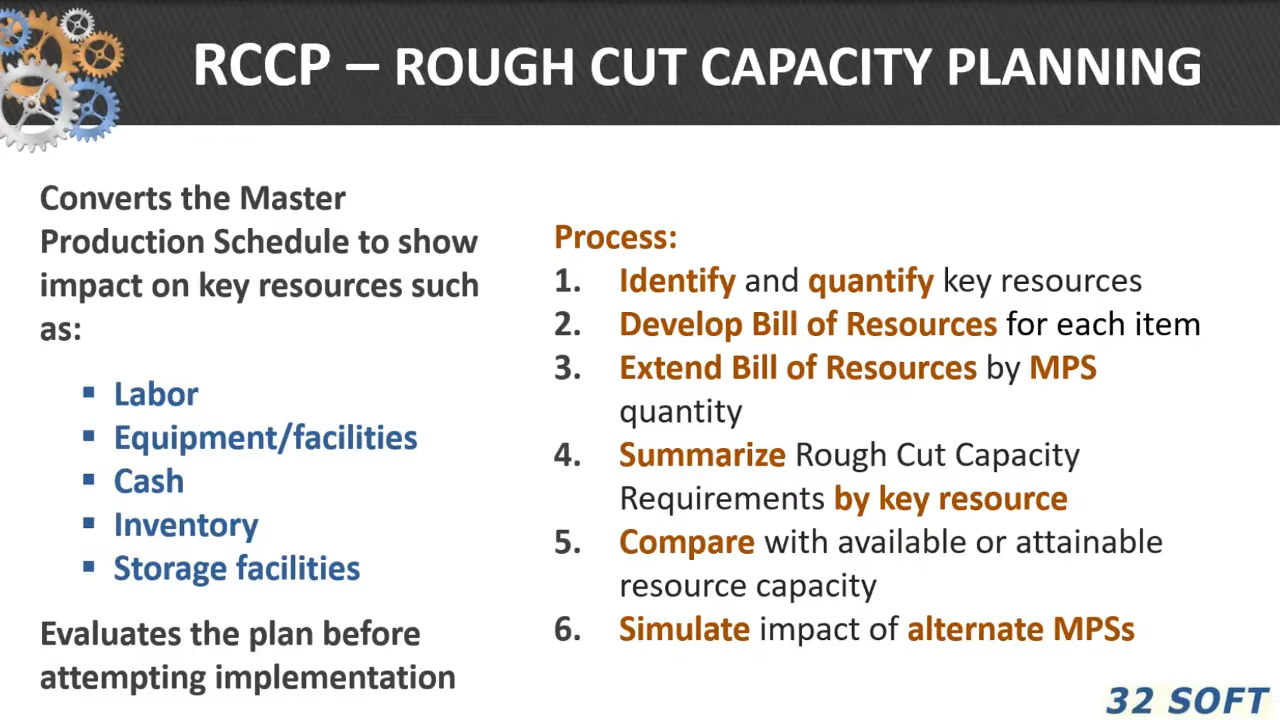 RCCP – ROUGH CUT CAPACITY PLANNING
Converts the Master
Production Schedule to show
impact on key resources such
as:
▪ Labor
▪ Equipment/facilities
▪ Cash
▪ Inventory
▪ Storage facilities
Evaluates the plan before
attempting implementation
Process:
1. Identify and quantify key resources
2. Develop Bill of Resources for each item
3. Extend Bill of Resources by MPS
quantity
4. Summarize Rough Cut Capacity
Requirements by key resource
5. Compare with available or attainable
resource capacity
6. Simulate impact of alternate MPSs
32 SOFT